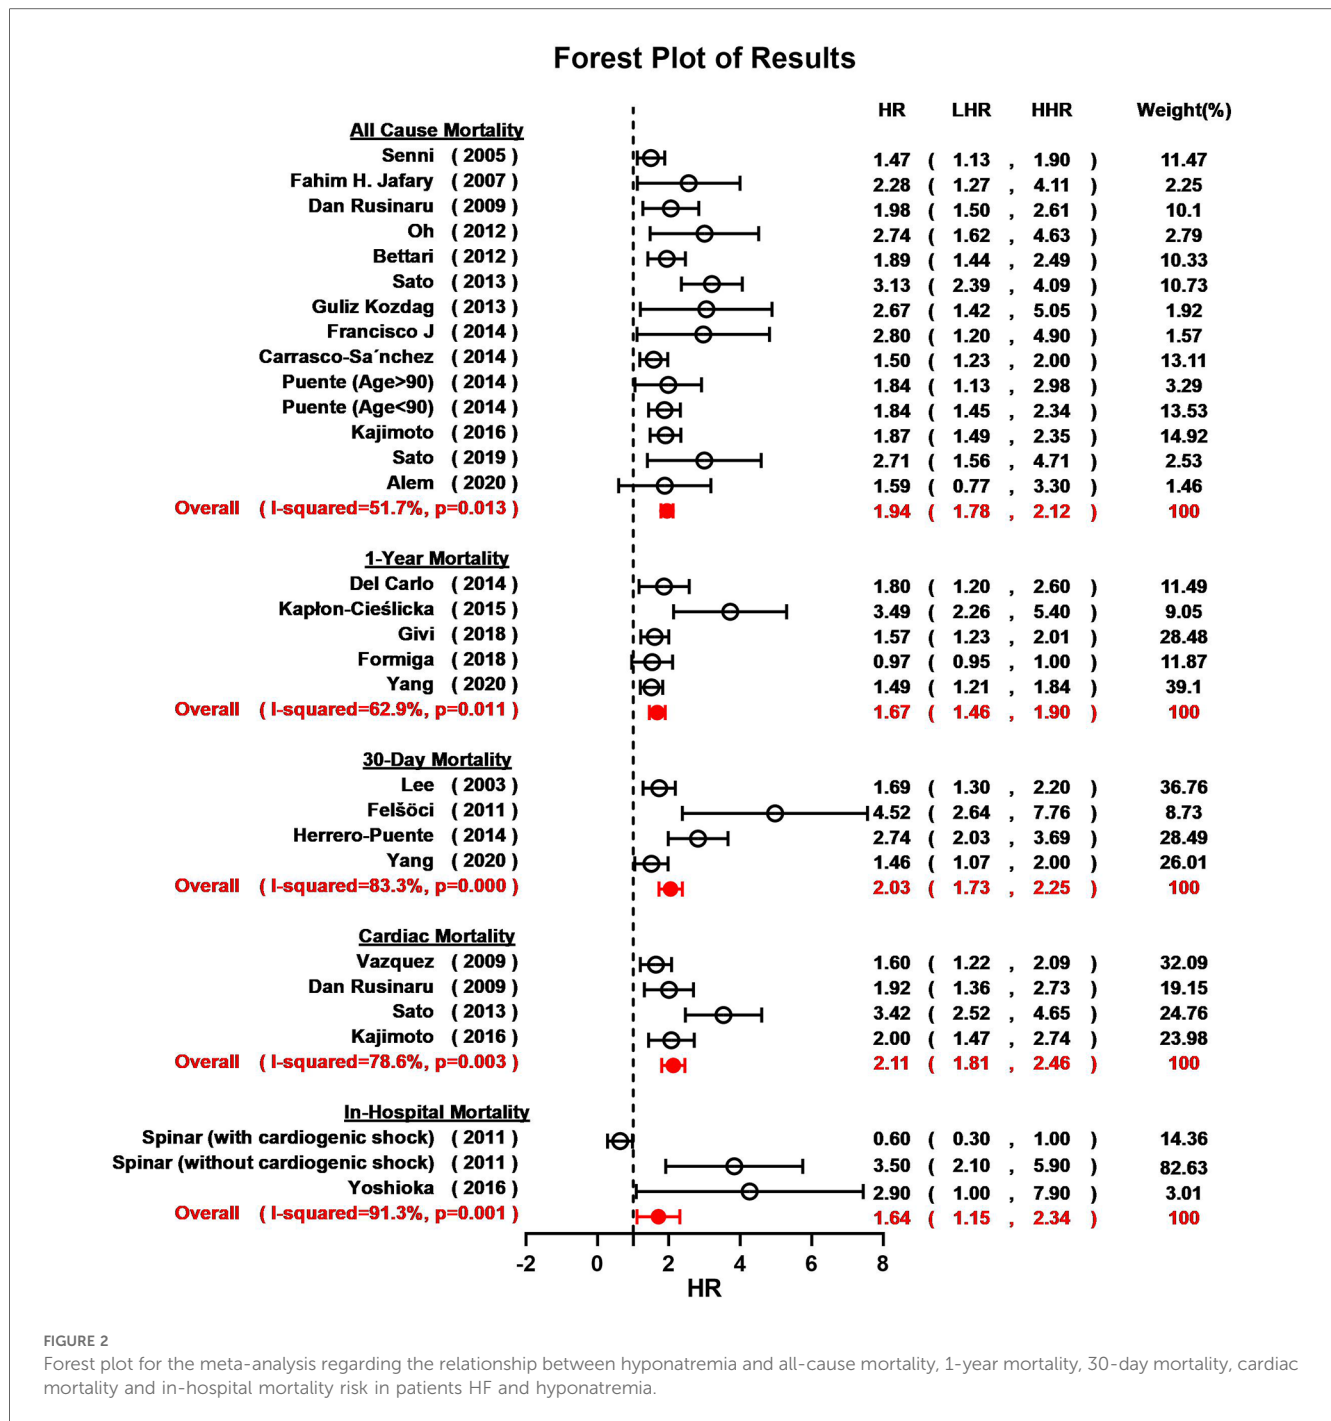 Forest Plot of Results
HR LHR HHR Weight(%)
All Cause Mortality
Senni ( 2005 ) 1.47 ( 1.13 , 1.90 ) 11.47
Fahim H. Jafary ( 2007 ) 2.28 ( 1.27 , 4.11 ) 2.25
Dan Rusinaru ( 2009 ) 1.98 ( 1.50 , 2.61 ) 10.1
Oh ( 2012 ) 2.74 ( 1.62 , 4.63 ) 2.79
Bettari ( 2012 ) 1.89 ( 1.44 , 2.49 ) 10.33
Sato ( 2013 ) 3.13 ( 2.39 , 4.09 ) 10.73
Guliz Kozdag ( 2013 ) 2.67 ( 1.42 , 5.05 ) 1.92
Francisco J ( 2014 ) 2.80 ( 1.20 , 4.90 ) 1.57
Carrasco-Sa´nchez ( 2014 ) 1.50 ( 1.23 , 2.00 ) 13.11
Puente (Age>90) ( 2014 ) 1.84 ( 1.13 , 2.98 ) 3.29
Puente (Age<90) ( 2014 ) 1.84 ( 1.45 , 2.34 ) 13.53
Kajimoto ( 2016 ) 1.87 ( 1.49 , 2.35 ) 14.92
Sato ( 2019 ) 2.71 ( 1.56 , 4.71 ) 2.53
Alem ( 2020 ) 1.59 ( 0.77 , 3.30 ) 1.46
Overall ( I-squared=51.7%, p=0.013 ) 1.94 ( 1.78 , 2.12 ) 100
1-Year Mortality
Del Carlo ( 2014 ) 1.80 ( 1.20 , 2.60 ) 11.49
Kapłon-Cieślicka ( 2015 ) 3.49 ( 2.26 , 5.40 ) 9.05
Givi ( 2018 ) 1.57 ( 1.23 , 2.01 ) 28.48
Formiga ( 2018 ) 0.97 ( 0.95 , 1.00 ) 11.87
Yang ( 2020 ) 1.49 ( 1.21 , 1.84 ) 39.1
Overall ( I-squared=62.9%, p=0.011 ) 1.67 ( 1.46 , 1.90 ) 100
30-Day Mortality
Lee ( 2003 ) 1.69 ( 1.30 , 2.20 ) 36.76
Felšöci ( 2011 ) 4.52 ( 2.64 , 7.76 ) 8.73
Herrero-Puente ( 2014 ) 2.74 ( 2.03 , 3.69 ) 28.49
Yang ( 2020 ) 1.46 ( 1.07 , 2.00 ) 26.01
Overall ( I-squared=83.3%, p=0.000 ) 2.03 ( 1.73 , 2.25 ) 100
Cardiac Mortality
Vazquez ( 2009 ) 1.60 ( 1.22 , 2.09 ) 32.09
Dan Rusinaru ( 2009 ) 1.92 ( 1.36 , 2.73 ) 19.15
Sato ( 2013 ) 3.42 ( 2.52 , 4.65 ) 24.76
Kajimoto ( 2016 ) 2.00 ( 1.47 , 2.74 ) 23.98
Overall ( I-squared=78.6%, p=0.003 ) 2.11 ( 1.81 , 2.46 ) 100
In-Hospital Mortality
Spinar (with cardiogenic shock) ( 2011 ) 0.60 ( 0.30 , 1.00 ) 14.36
Spinar (without cardiogenic shock) ( 2011 ) 3.50 ( 2.10 , 5.90 ) 82.63
Yoshioka ( 2016 ) 2.90 ( 1.00 , 7.90 ) 3.01
Overall ( I-squared=91.3%, p=0.001 ) 1.64 ( 1.15 , 2.34 ) 100
-2 0 2 4 6 8
HR
FIGURE 2
Forest plot for the meta-analysis regarding the relationship between hyponatremia and all-cause mortality, 1-year mortality, 30-day mortality, cardiac
mortality and in-hospital mortality risk in patients HF and hyponatremia.